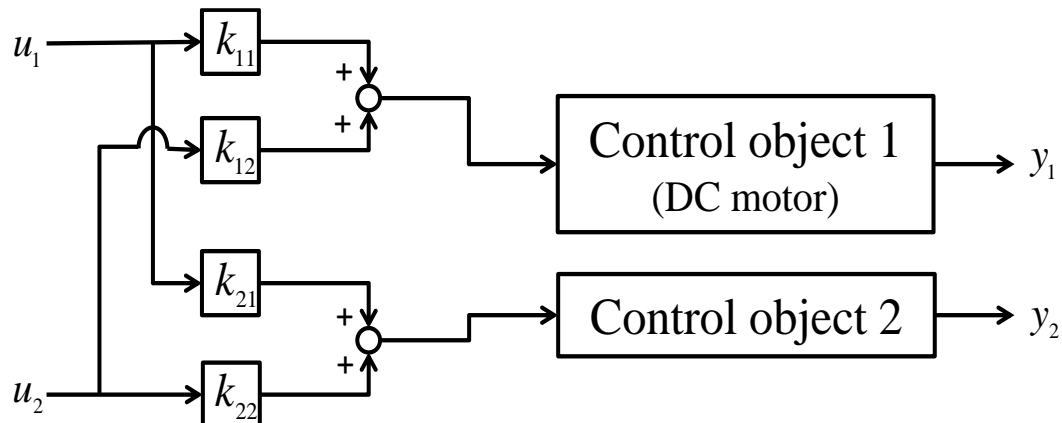 u1
k11
+
+
k12
Control object 1
(DC motor)
y1
k21
+
+
k22
Control object 2
y2
u2